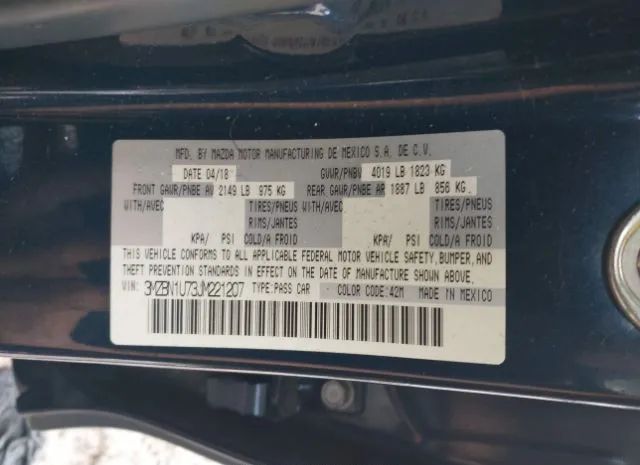 MFD. BY MAZDA MOTOR MANUFACTURING DE MEXICO S.A. DE C.V.
DATE 04/18 GVWR/PNBV 4019 LB 1823 KG
FRONT GAWR/PNBE AV 2149 LB 975 KG REAR GAWR/PNBE AR 1887 LB 856 KG
WITH/AVEC TIRES/PNEUS WITH/AVEC TIRES/PNEUS
RIMS/JANTES RIMS/JANTES
KPA/ PSI COLD/A FROID KPA/ PSI COLD/A FROID
THIS VEHICLE CONFORMS TO ALL APPLICABLE FEDERAL MOTOR VEHICLE SAFETY, BUMPER, AND
THEFT PREVENTION STANDARDS IN EFFECT ON THE DATE OF MANUFACTURE SHOWN ABOVE.
VIN: 3MZBN1U73JM221207 TYPE: PASS CAR COLOR CODE: 42M MADE IN MEXICO